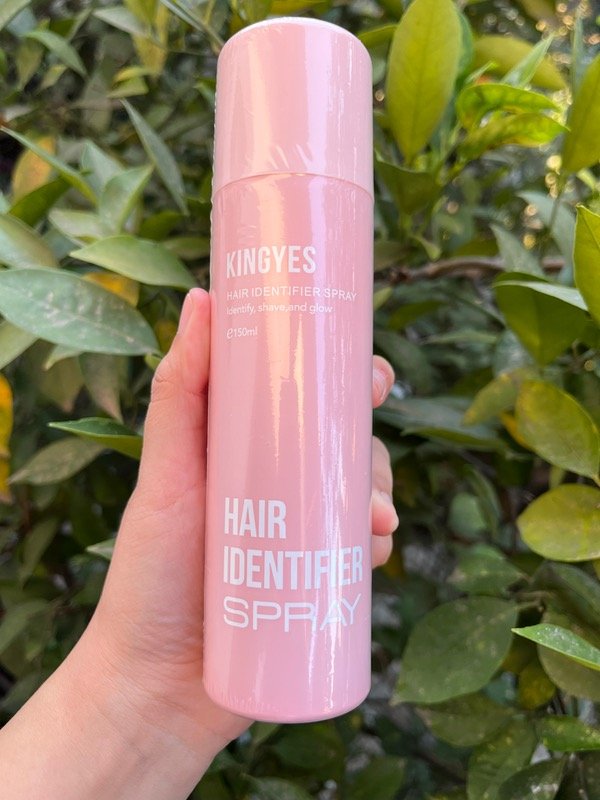 KINGYES
HAIR IDENTIFIER SPRAY
Identify, shave,and glow
℮150ml
HAIR
IDENTIFIER
SPRAY